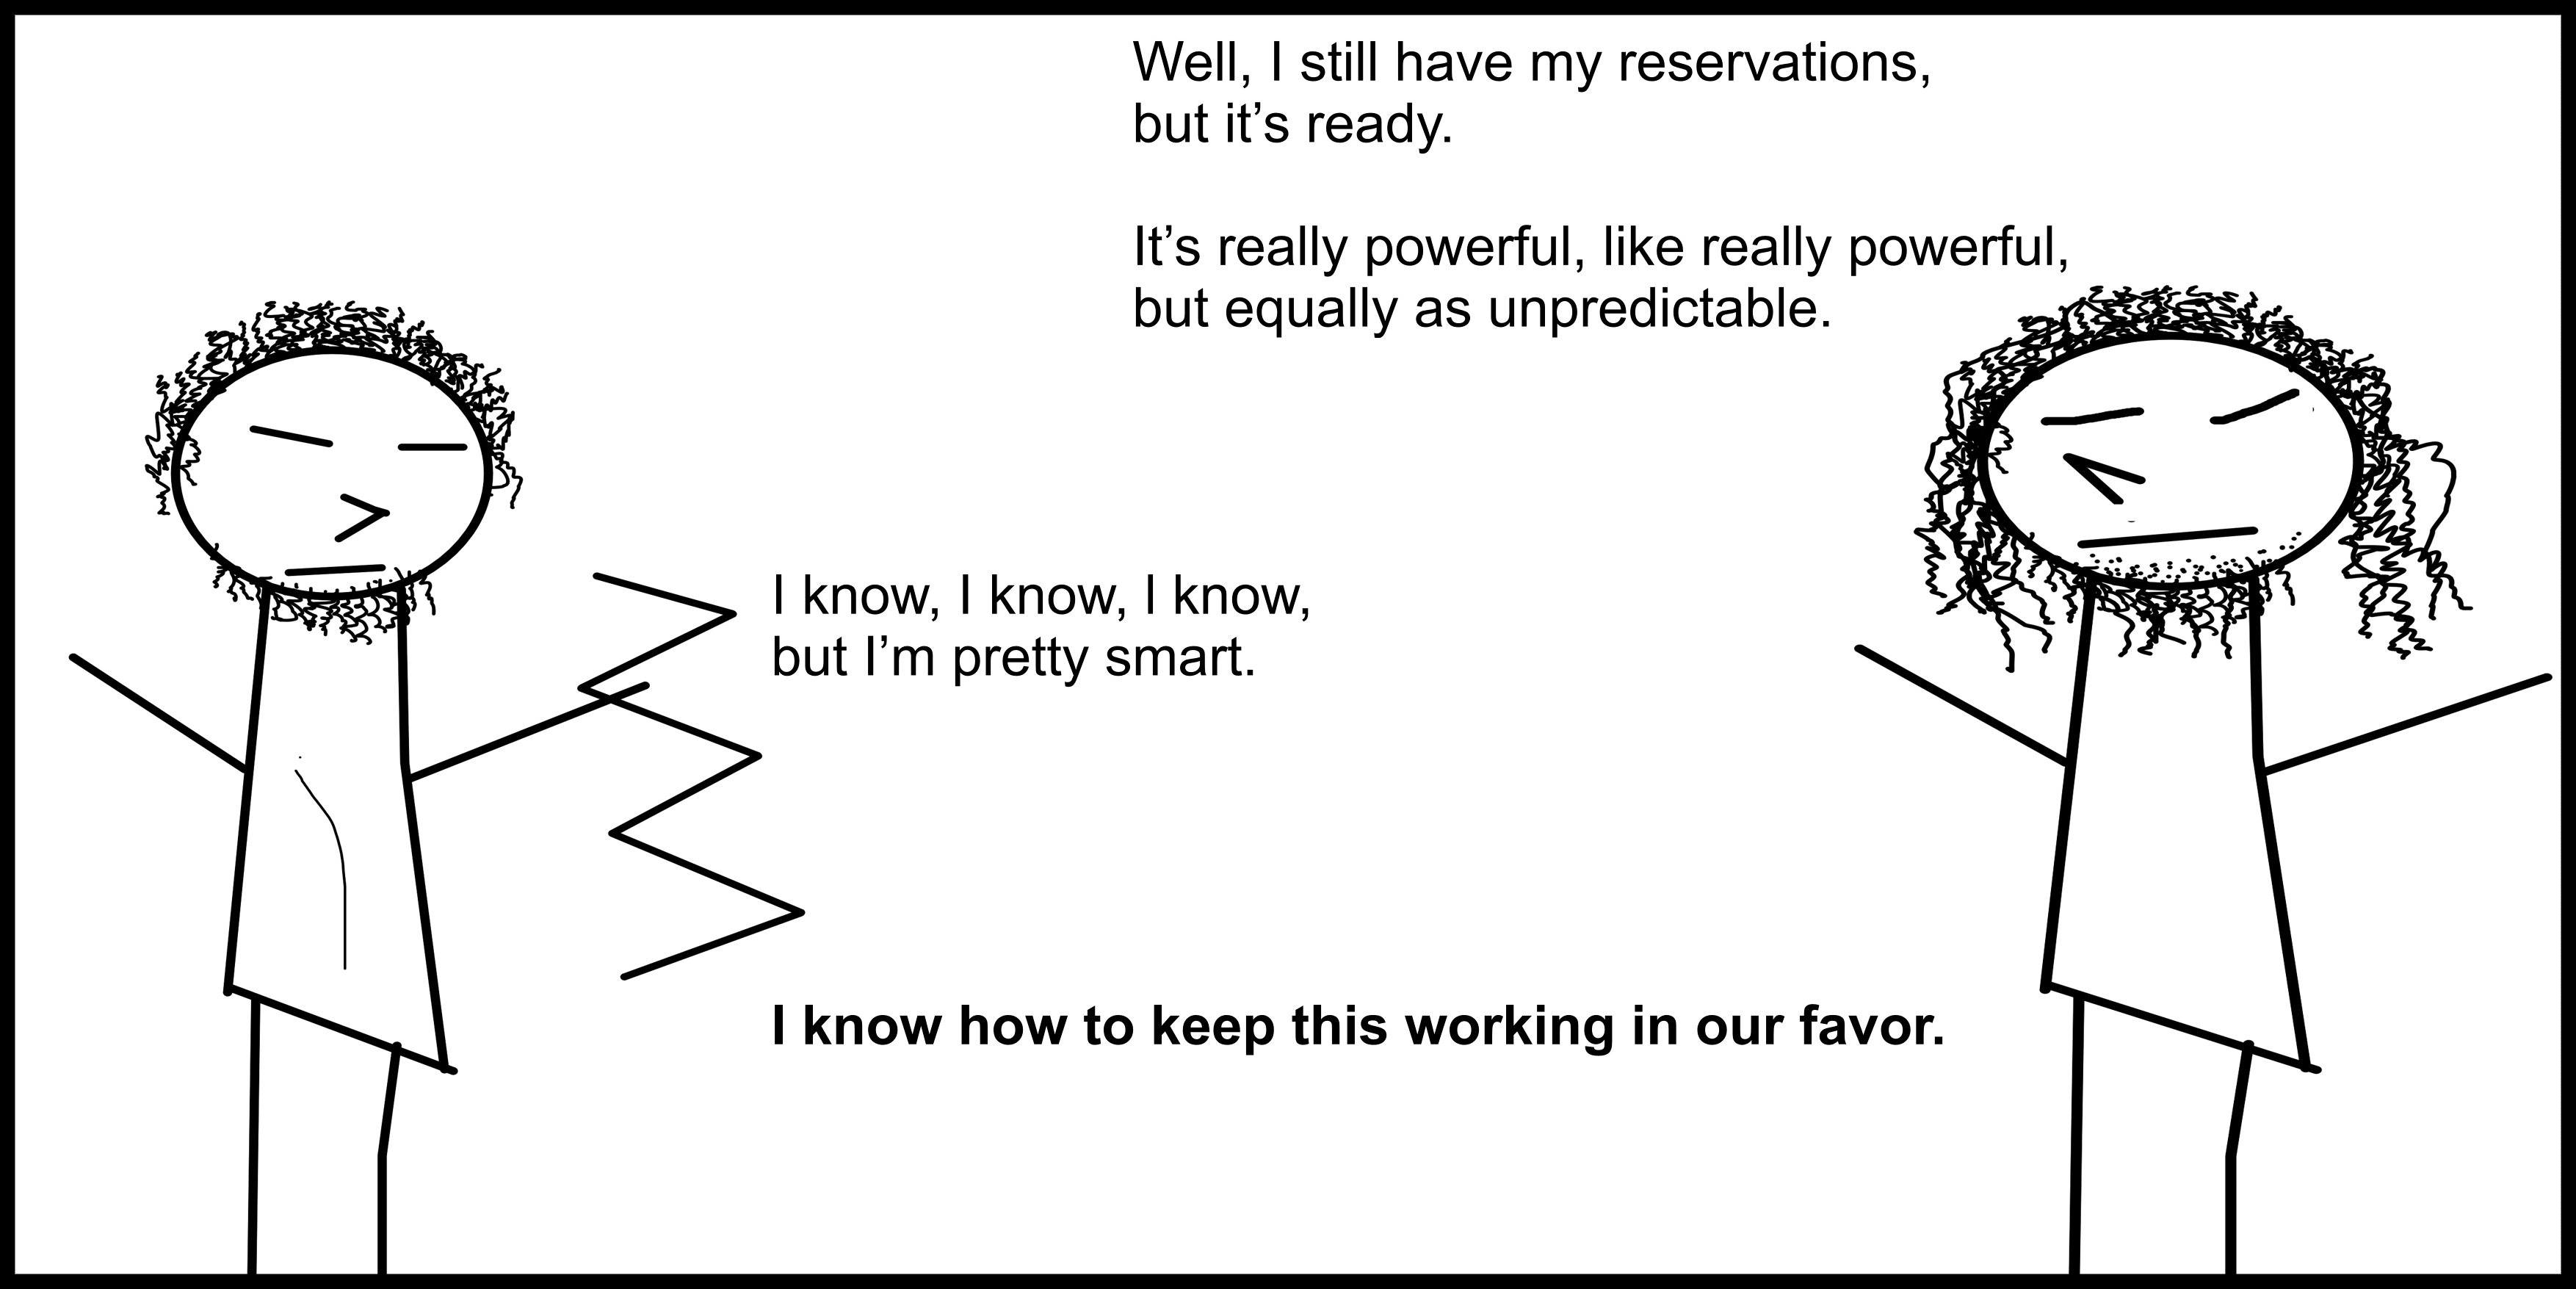 Well, I still have my reservations,
but it’s ready.
It’s really powerful, like really powerful,
but equally as unpredictable.
I know, I know, I know,
but I’m pretty smart.
I know how to keep this working in our favor.